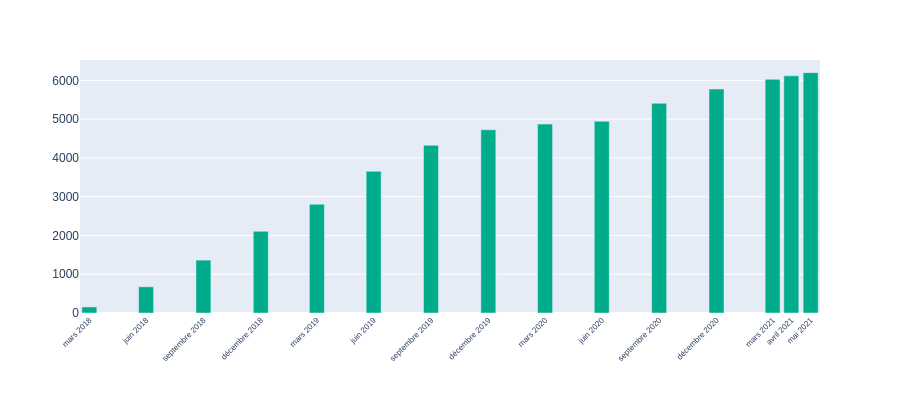 6000
5000
4000
3000
2000
1000
0
mars 2018
juin 2018
septembre 2018
décembre 2018
mars 2019
juin 2019
septembre 2019
décembre 2019
mars 2020
juin 2020
septembre 2020
décembre 2020
mars 2021
avril 2021
mai 2021